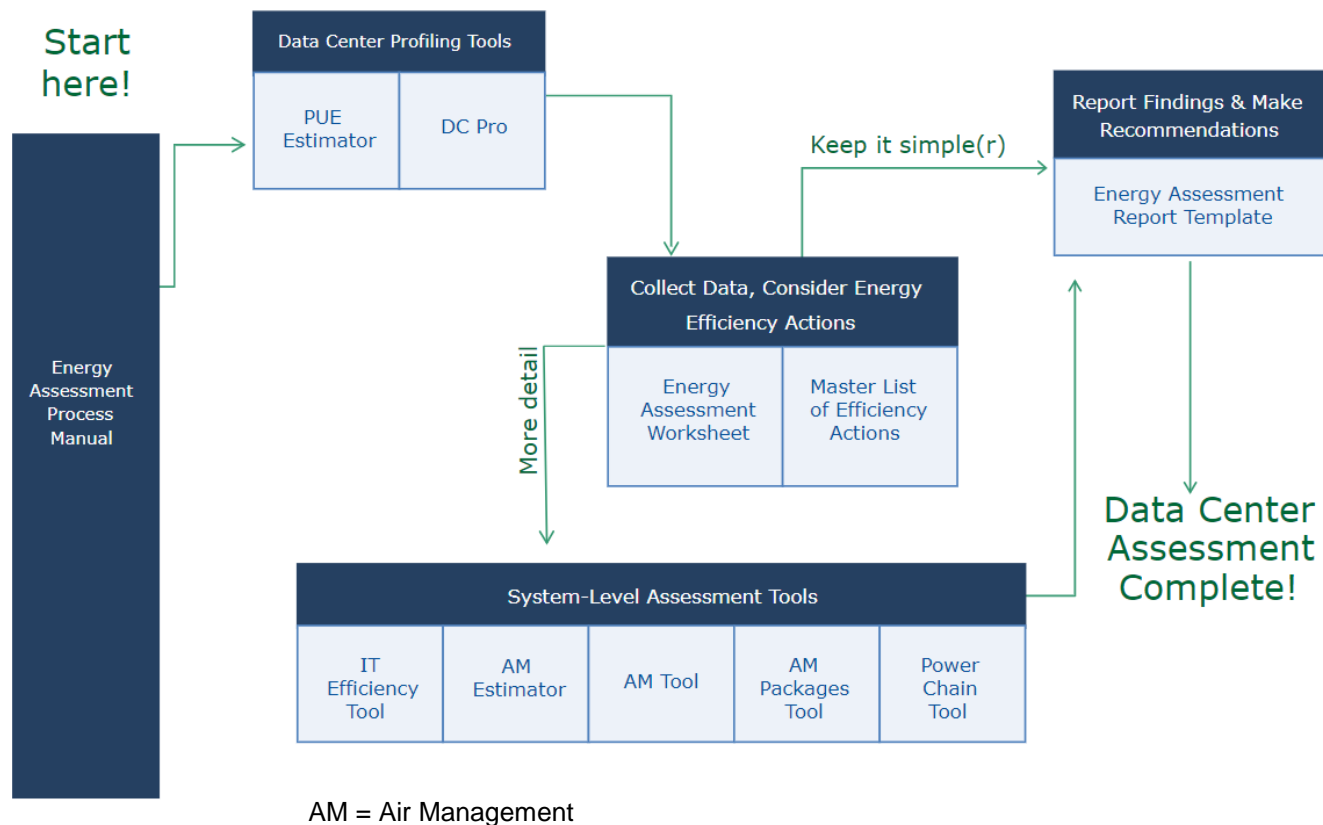 Start
here!
Energy
Assessment
Process
Manual
Data Center Profiling Tools
PUE
Estimator
DC Pro
Collect Data, Consider Energy
Efficiency Actions
Energy
Assessment
Worksheet
Master List
of Efficiency
Actions
Keep it simple(r)
More detail
System-Level Assessment Tools
IT
Efficiency
Tool
AM
Estimator
AM Tool
AM
Packages
Tool
Power
Chain
Tool
Report Findings & Make
Recommendations
Energy Assessment
Report Template
Data Center
Assessment
Complete!
AM = Air Management